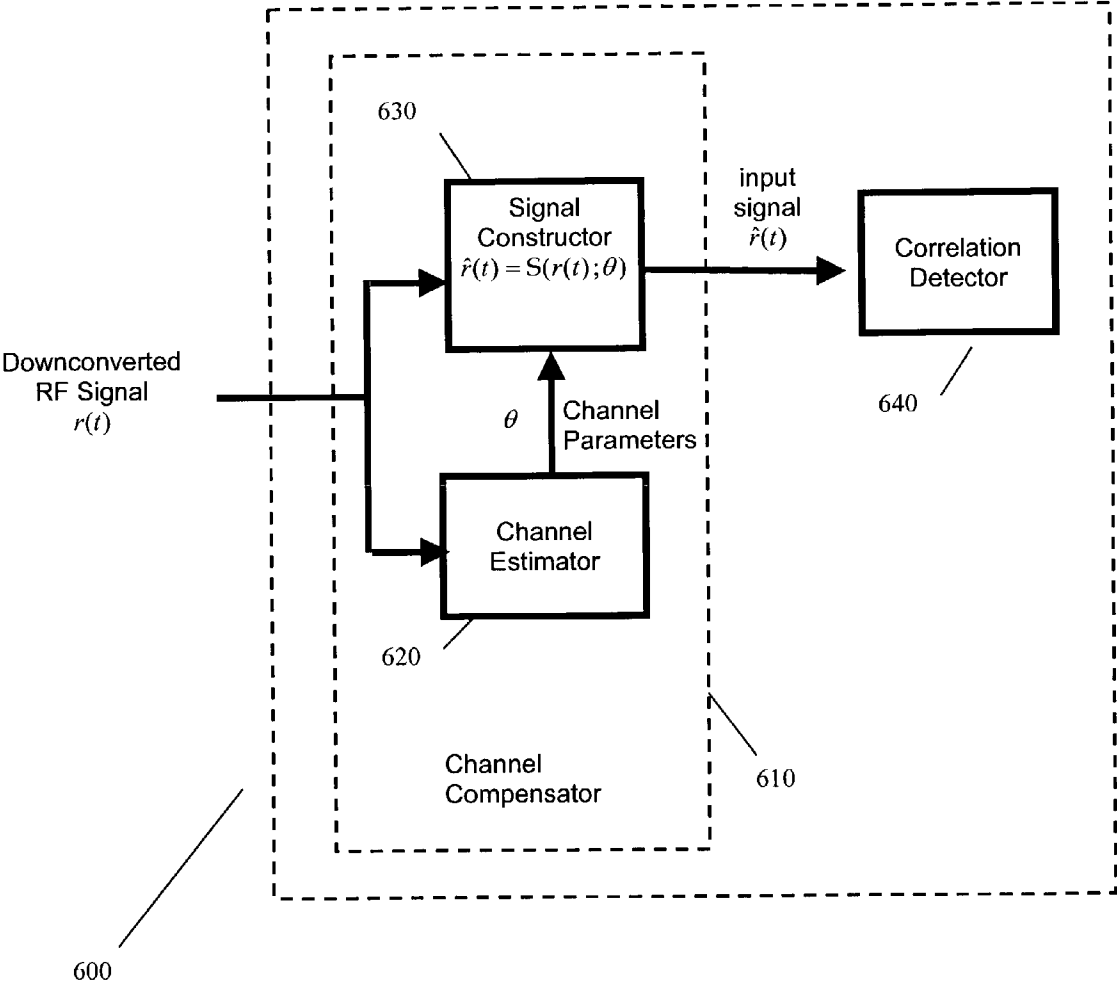 630
Signal
Constructor
r̂(t) = S(r(t);θ)
input
signal
r̂(t)
Correlation
Detector
640
Downconverted
RF Signal
r(t)
θ
Channel
Parameters
Channel
Estimator
620
Channel
Compensator
610
600